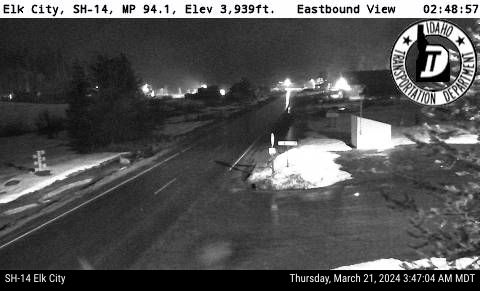 Elk City, SH-14, MP 94.1, Elev 3,939ft. Eastbound View 02:48:57
IDAHO
TRANSPORTATION DEPARTMENT
SH-14 Elk City Thursday, March 21, 2024 3:47:04 AM MDT